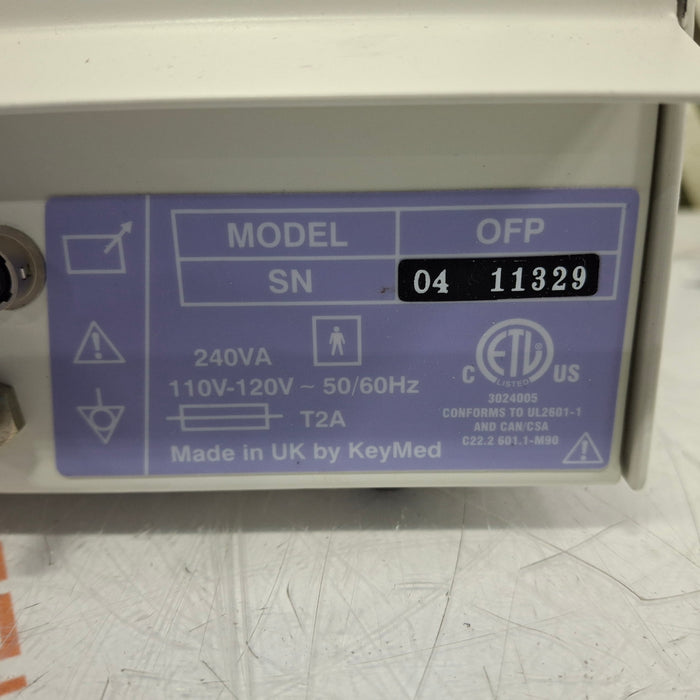 MODEL OFP
SN 04 11329
240VA
110V-120V ~ 50/60Hz
T2A
Made in UK by KeyMed
ETL
C LISTED US
3024005
CONFORMS TO UL2601-1
AND CAN/CSA
C22.2 601.1-M90